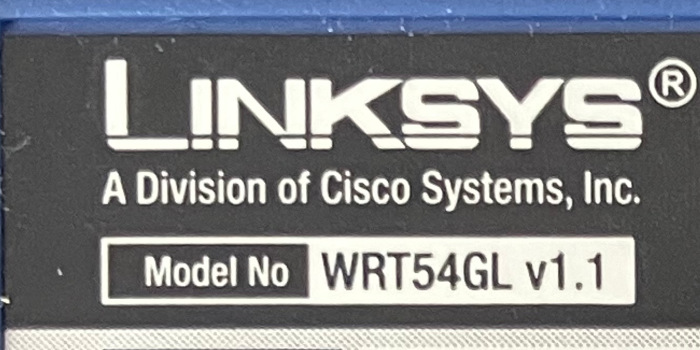 LINKSYS®
A Division of Cisco Systems, Inc.
Model No WRT54GL v1.1